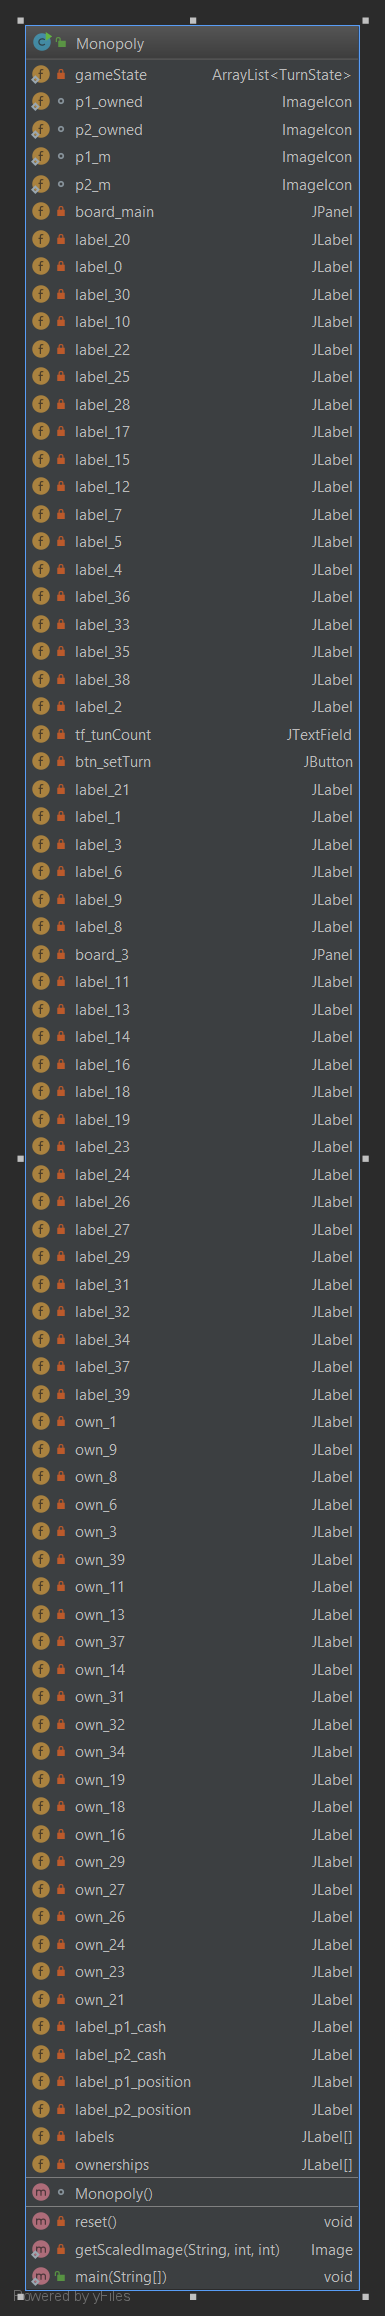 Monopoly
gameState ArrayList<TurnState>
p1_owned ImageIcon
p2_owned ImageIcon
p1_m ImageIcon
p2_m ImageIcon
board_main JPanel
label_20 JLabel
label_0 JLabel
label_30 JLabel
label_10 JLabel
label_22 JLabel
label_25 JLabel
label_28 JLabel
label_17 JLabel
label_15 JLabel
label_12 JLabel
label_7 JLabel
label_5 JLabel
label_4 JLabel
label_36 JLabel
label_33 JLabel
label_35 JLabel
label_38 JLabel
label_2 JLabel
tf_tunCount JTextField
btn_setTurn JButton
label_21 JLabel
label_1 JLabel
label_3 JLabel
label_6 JLabel
label_9 JLabel
label_8 JLabel
board_3 JPanel
label_11 JLabel
label_13 JLabel
label_14 JLabel
label_16 JLabel
label_18 JLabel
label_19 JLabel
label_23 JLabel
label_24 JLabel
label_26 JLabel
label_27 JLabel
label_29 JLabel
label_31 JLabel
label_32 JLabel
label_34 JLabel
label_37 JLabel
label_39 JLabel
own_1 JLabel
own_9 JLabel
own_8 JLabel
own_6 JLabel
own_3 JLabel
own_39 JLabel
own_11 JLabel
own_13 JLabel
own_37 JLabel
own_14 JLabel
own_31 JLabel
own_32 JLabel
own_34 JLabel
own_19 JLabel
own_18 JLabel
own_16 JLabel
own_29 JLabel
own_27 JLabel
own_26 JLabel
own_24 JLabel
own_23 JLabel
own_21 JLabel
label_p1_cash JLabel
label_p2_cash JLabel
label_p1_position JLabel
label_p2_position JLabel
labels JLabel[]
ownerships JLabel[]
Monopoly()
reset() void
getScaledImage(String, int, int) Image
main(String[]) void
Powered by yFiles